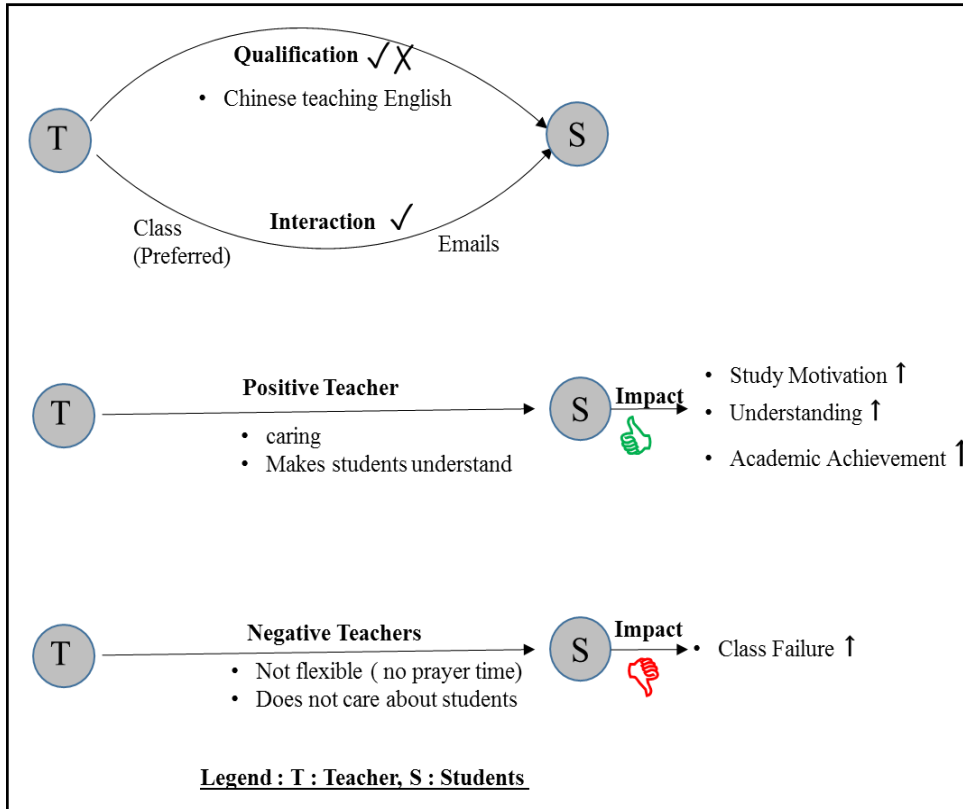 Qualification ✓ X
• Chinese teaching English
T
S
Interaction ✓
Class
(Preferred)
Emails
Positive Teacher
T
• caring
• Makes students understand
S
Impact
• Study Motivation ↑
• Understanding ↑
• Academic Achievement ↑
Negative Teachers
T
• Not flexible ( no prayer time)
• Does not care about students
S
Impact
• Class Failure ↑
Legend : T : Teacher, S : Students